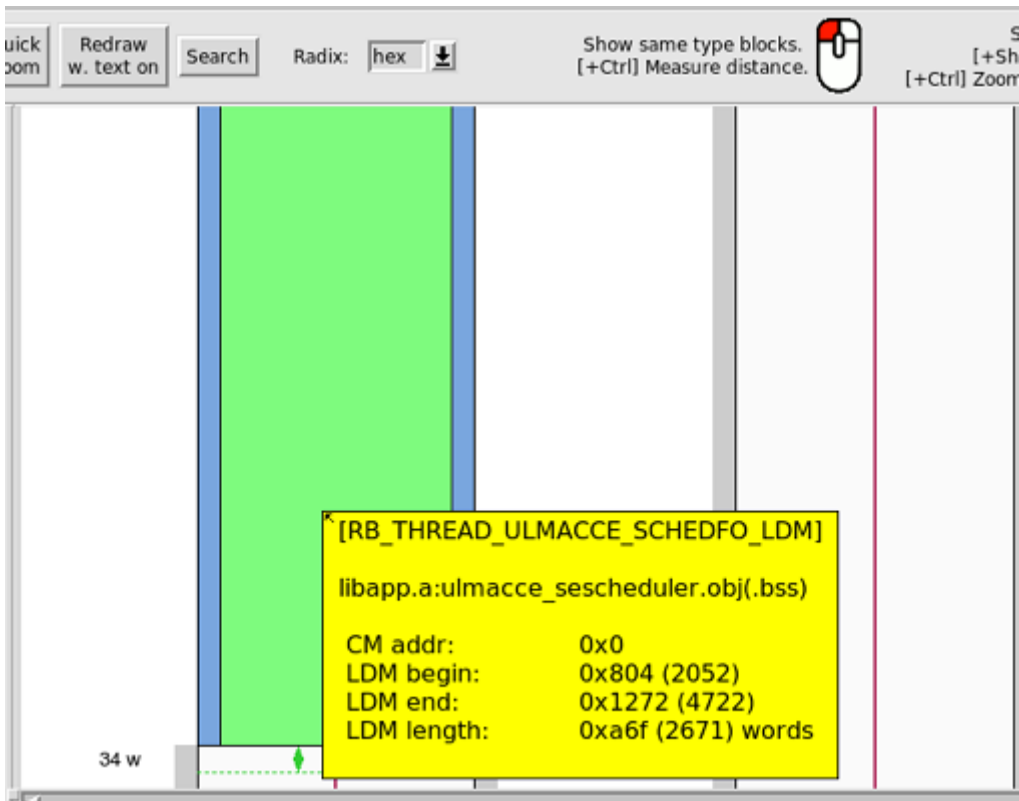 Redraw
w. text on
Search
Radix:
hex
Show same type blocks.
[+Ctrl] Measure distance.
[+Sh
[+Ctrl] Zoom
[RB_THREAD_ULMACCE_SCHEDFO_LDM]
libapp.a:ulmacce_sescheduler.obj(.bss)
CM addr: 0x0
LDM begin: 0x804 (2052)
LDM end: 0x1272 (4722)
LDM length: 0xa6f (2671) words
34 w